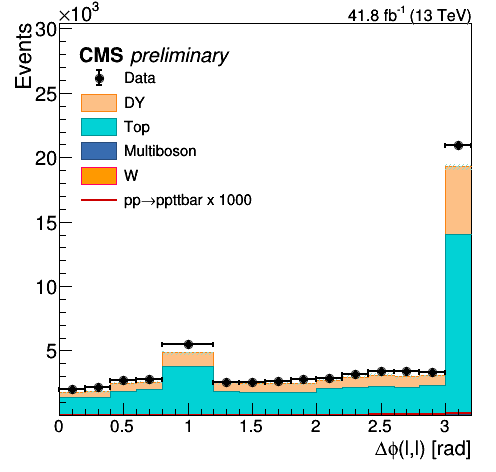 ×10³
41.8 fb⁻¹ (13 TeV)
Events
CMS preliminary
Data
DY
Top
Multiboson
W
pp→ppttbar x 1000
30
25
20
15
10
5
0 0.5 1 1.5 2 2.5 3
Δϕ(l,l) [rad]